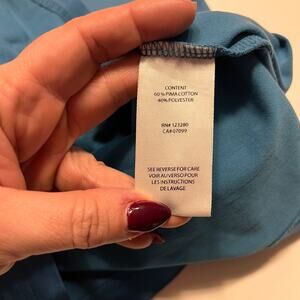 CONTENT
60% PIMA COTTON
40% POLYESTER
RN# 123280
CA# 07099
SEE REVERSE FOR CARE
VOIR AU VERSO POUR
LES INSTRUCTIONS
DE LAVAGE